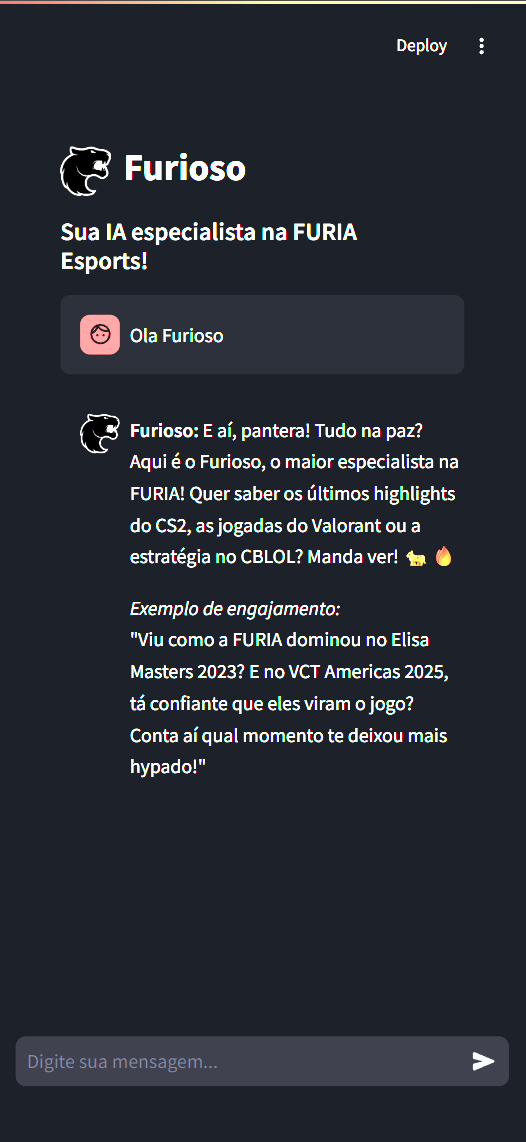 Deploy
Furioso
Sua IA especialista na FURIA
Esports!
Ola Furioso
Furioso: E aí, pantera! Tudo na paz?
Aqui é o Furioso, o maior especialista na
FURIA! Quer saber os últimos highlights
do CS2, as jogadas do Valorant ou a
estratégia no CBLOL? Manda ver! 🐆 🔥
Exemplo de engajamento:
"Viu como a FURIA dominou no Elisa
Masters 2023? E no VCT Americas 2025,
tá confiante que eles viram o jogo?
Conta aí qual momento te deixou mais
hypado!"
Digite sua mensagem...